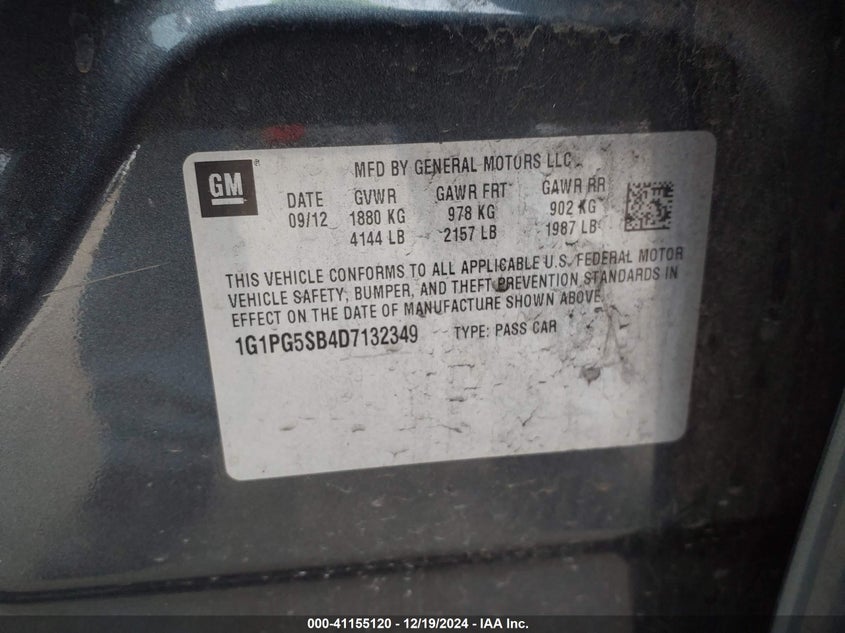 GM
MFD BY GENERAL MOTORS LLC
DATE GVWR GAWR FRT GAWR RR
09/12 1880 KG 978 KG 902 KG
4144 LB 2157 LB 1987 LB
THIS VEHICLE CONFORMS TO ALL APPLICABLE U.S. FEDERAL MOTOR
VEHICLE SAFETY, BUMPER, AND THEFT PREVENTION STANDARDS IN
EFFECT ON THE DATE OF MANUFACTURE SHOWN ABOVE.
1G1PG5SB4D7132349 TYPE: PASS CAR
000-41155120 - 12/19/2024 - IAA Inc.